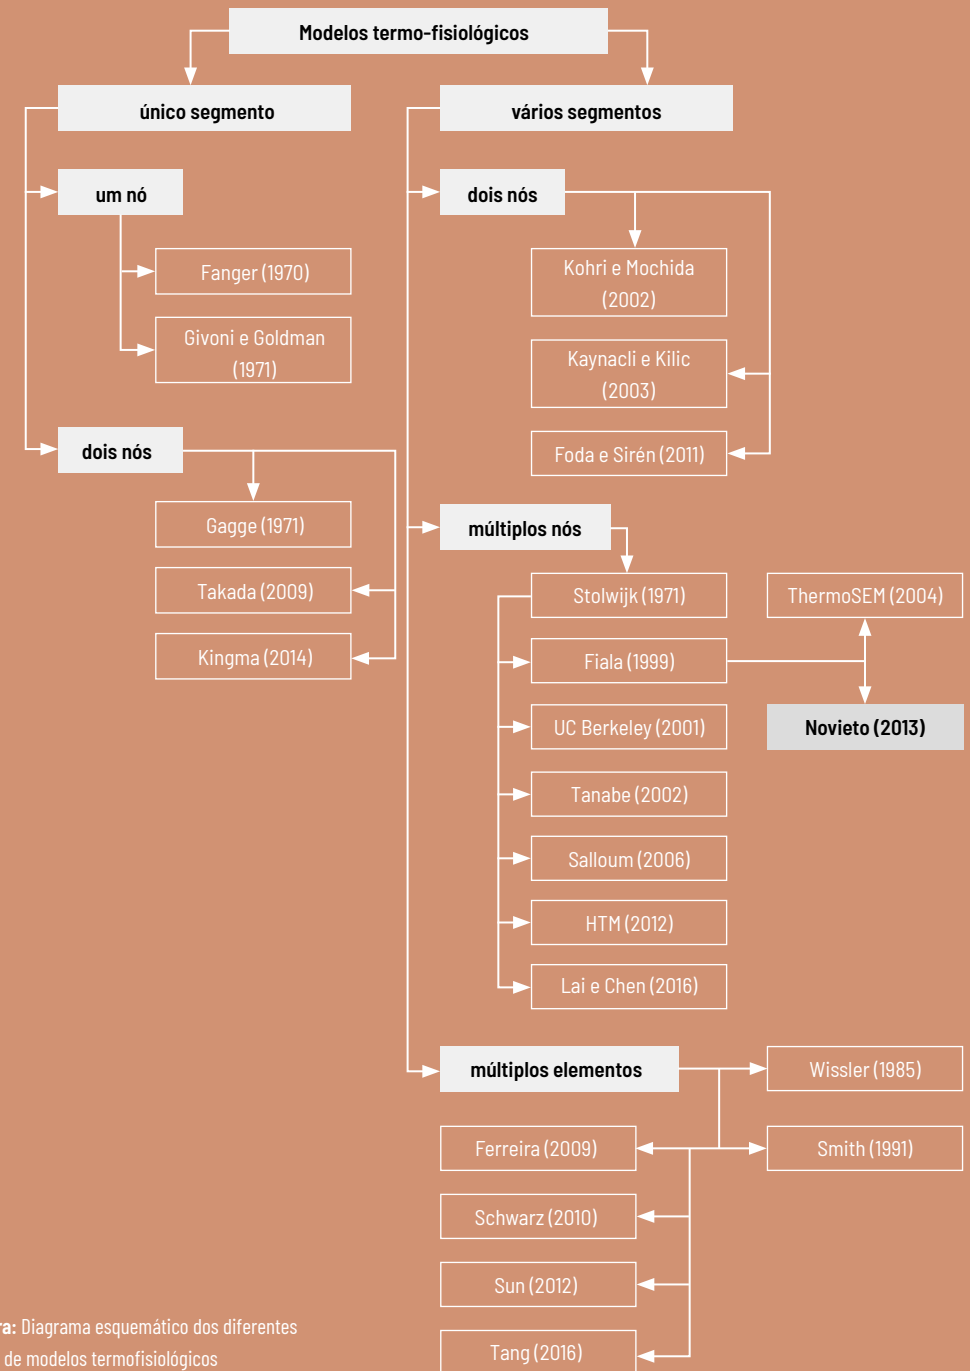 Modelos termo-fisiológicos
único segmento
um nó
Fanger (1970)
Givoni e Goldman
(1971)
dois nós
Gagge (1971)
Takada (2009)
Kingma (2014)
vários segmentos
dois nós
Kohri e Mochida
(2002)
Kaynacli e Kilic
(2003)
Foda e Sirén (2011)
múltiplos nós
Stolwijk (1971)
Fiala (1999)
ThermoSEM (2004)
Novieto (2013)
UC Berkeley (2001)
Tanabe (2002)
Salloum (2006)
HTM (2012)
Lai e Chen (2016)
múltiplos elementos
Wissler (1985)
Smith (1991)
Ferreira (2009)
Schwarz (2010)
Sun (2012)
Tang (2016)
ra: Diagrama esquemático dos diferentes
de modelos termofisiológicos